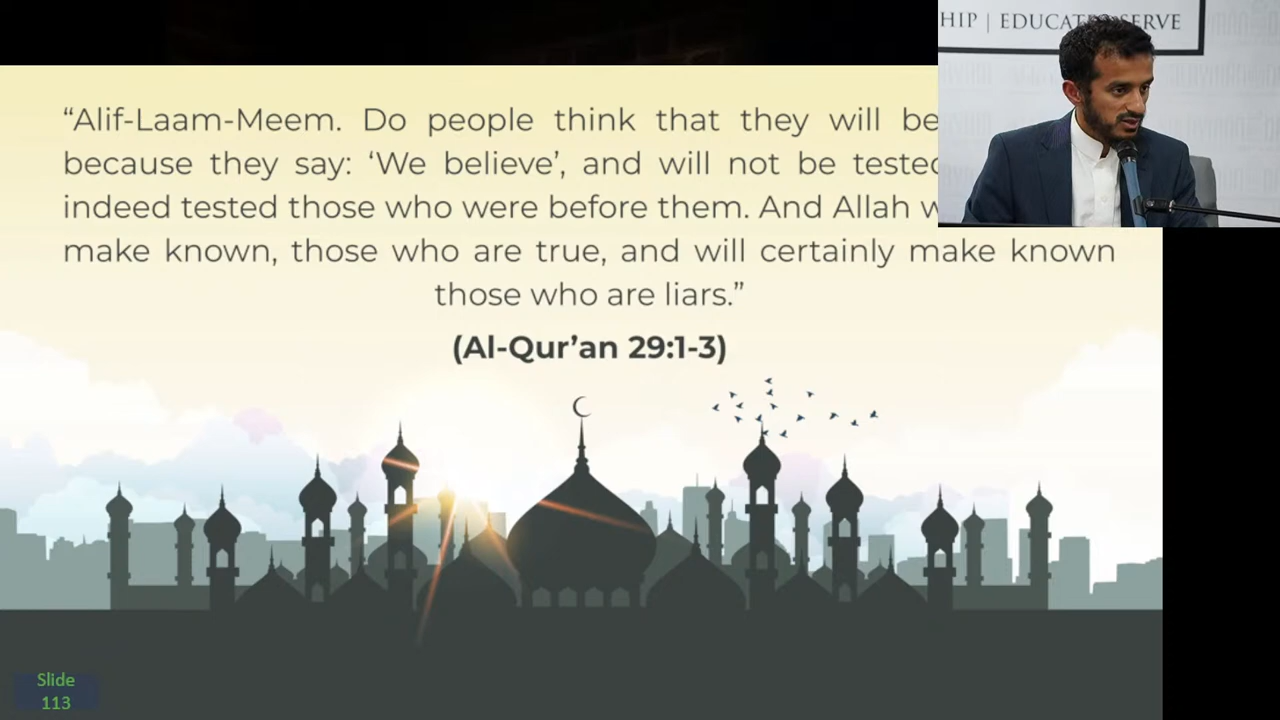 HIP | EDUCATE SERVE
“Alif-Laam-Meem. Do people think that they will be
because they say: ‘We believe’, and will not be tested
indeed tested those who were before them. And Allah w
make known, those who are true, and will certainly make known
those who are liars.”
(Al-Qur’an 29:1-3)
Slide
113